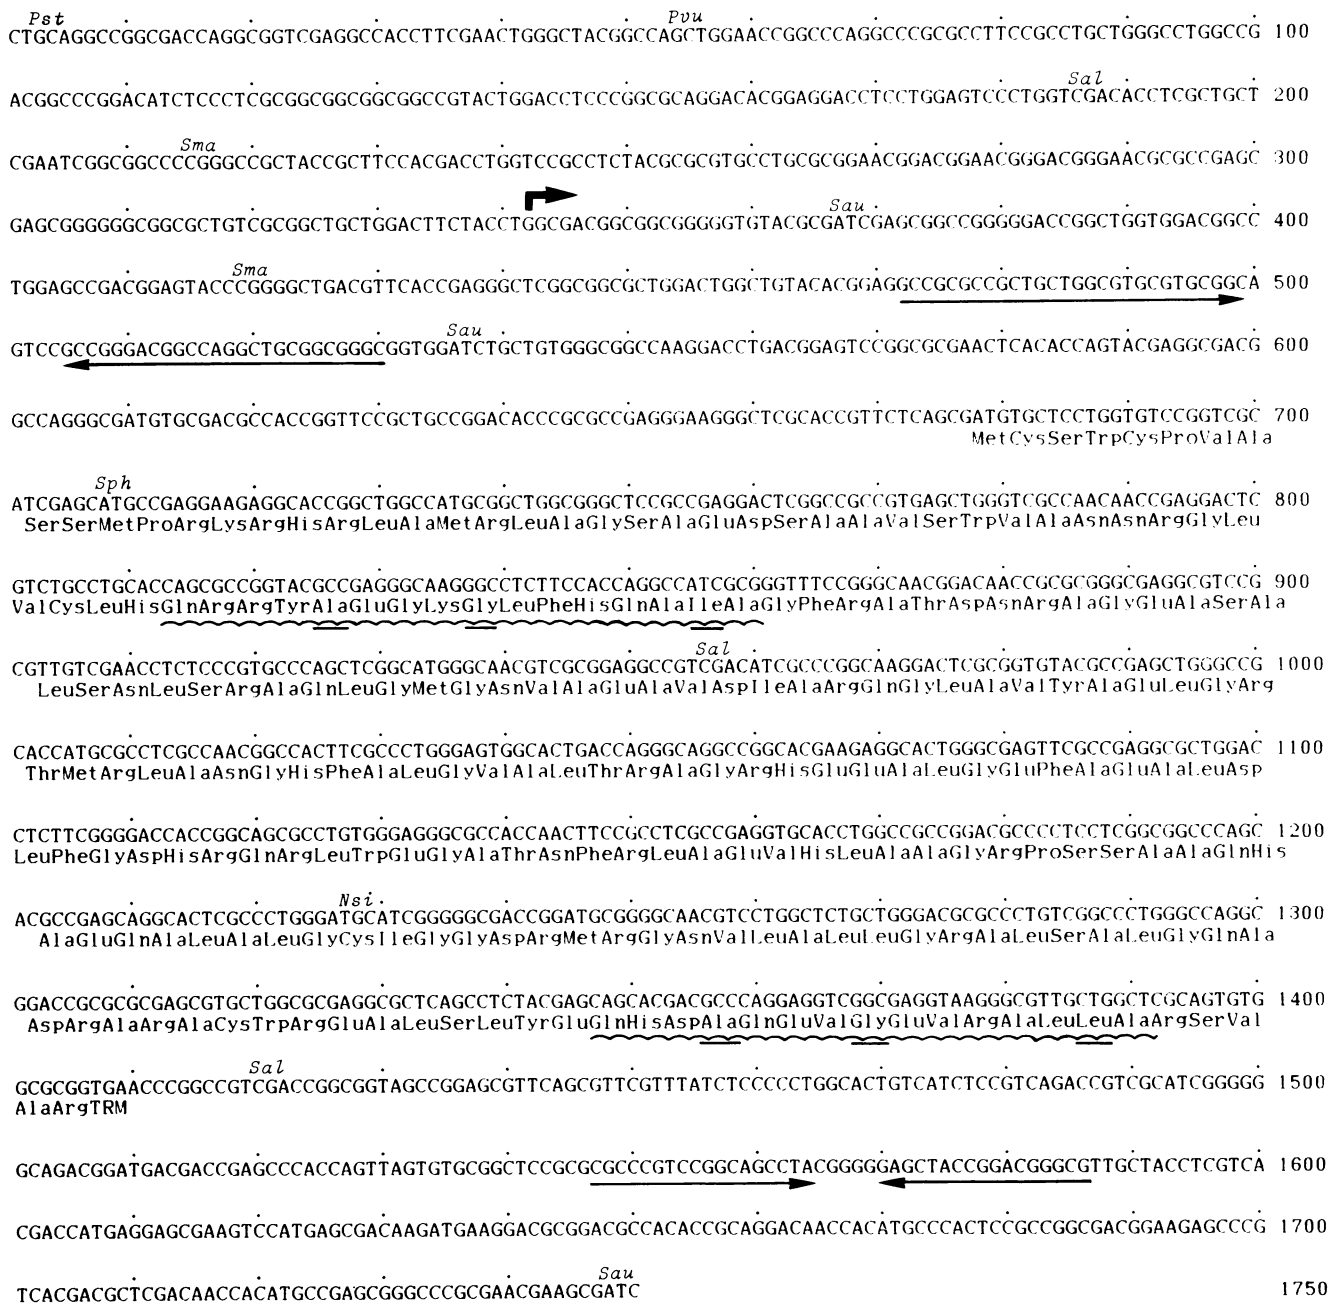 Pst Pvu
CTGCAGGCCGGCGACCAGGCGGTCGAGGCCACCTTCGAACTGGGCTACGGCCAGCTGGAACCGGCCCAGGCCCGCGCCTTCCGCCTGCTGGGCCTGGCCG 100
Sal
ACGGCCCGGACATCTCCCTCGCGGCGGCGGCGGCCGTACTGGACCTCCCGGCGCAGGACACGGAGGACCTCCTGGAGTCCCTGGTCGACACCTCGCTGCT 200
Sma
CGAATCGGCGGCCCCGGGCCGCTACCGCTTCCACGACCTGGTCCGCCTCTACGCGCGTGCCTGCGCGGAACGGACGGAACGGGACGGGAACGCGCCGAGC 300
Sau
GAGCGGGGGGCGGCGCTGTCGCGGCTGCTGGACTTCTACCTGGCGACGGCGGCGGGGGTGTACGCGATCGAGCGGCCGGGGGACCGGCTGGTGGACGGCC 400
Sma
TGGAGCCGACGGAGTACCCGGGGCTGACGTTCACCGAGGGCTCGGCGGCGCTGGACTGGCTGTACACGGAGGCCGCGCCGCTGCTGGCGTGCGTGCGGCA 500
Sau
GTCCGCCGGGACGGCCAGGCTGCGGCGGGCGGTGGATCTGCTGTGGGCGGCCAAGGACCTGACGGAGTCCGGCGCGAACTCACACCAGTACGAGGCGACG 600
GCCAGGGCGATGTGCGACGCCACCGGTTCCGCTGCCGGACACCCGCGCCGAGGGAAGGGCTCGCACCGTTCTCAGCGATGTGCTCCTGGTGTCCGGTCGC 700
MetCysSerTrpCysProValAla
Sph
ATCGAGCATGCCGAGGAAGAGGCACCGGCTGGCCATGCGGCTGGCGGGCTCCGCCGAGGACTCGGCCGCCGTGAGCTGGGTCGCCAACAACCGAGGACTC 800
SerSerMetProArgLysArgHisArgLeuAlaMetArgLeuAlaGlySerAlaGluAspSerAlaAlaValSerTrpValAlaAsnAsnArgGlyLeu
GTCTGCCTGCACCAGCGCCGGTACGCCGAGGGCAAGGGCCTCTTCCACCAGGCCATCGCGGGTTTCCGGGCAACGGACAACCGCGCGGGCGAGGCGTCCG 900
ValCysLeuHisGlnArgArgTyrAlaGluGlyLysGlyLeuPheHisGlnAlaIleAlaGlyPheArgAlaThrAspAsnArgAlaGlyGluAlaSerAla
Sal
CGTTGTCGAACCTCTCCCGTGCCCAGCTCGGCATGGGCAACGTCGCGGAGGCCGTCGACATCGCCCGGCAAGGACTCGCGGTGTACGCCGAGCTGGGCCG 1000
LeuSerAsnLeuSerArgAlaGlnLeuGlyMetGlyAsnValAlaGluAlaValAspIleAlaArgGlnGlyLeuAlaValTyrAlaGluLeuGlyArg
CACCATGCGCCTCGCCAACGGCCACTTCGCCCTGGGAGTGGCACTGACCAGGGCAGGCCGGCACGAAGAGGCACTGGGCGAGTTCGCCGAGGCGCTGGAC 1100
ThrMetArgLeuAlaAsnGlyHisPheAlaLeuGlyValAlaLeuThrArgAlaGlyArgHisGluGluAlaLeuGlyGluPheAlaGluAlaLeuAsp
CTCTTCGGGGACCACCGGCAGCGCCTGTGGGAGGGCGCCACCAACTTCCGCCTCGCCGAGGTGCACCTGGCCGCCGGACGCCCCTCCTCGGCGGCCCAGC 1200
LeuPheGlyAspHisArgGlnArgLeuTrpGluGlyAlaThrAsnPheArgLeuAlaGluValHisLeuAlaAlaGlyArgProSerSerAlaAlaGlnHis
Nsi
ACGCCGAGCAGGCACTCGCCCTGGGATGCATCGGGGGCGACCGGATGCGGGGCAACGTCCTGGCTCTGCTGGGACGCGCCCTGTCGGCCCTGGGCCAGGC 1300
AlaGluGlnAlaLeuAlaLeuGlyCysIleGlyGlyAspArgMetArgGlyAsnValLeuAlaLeuLeuGlyArgAlaLeuSerAlaLeuGlyGlnAla
GGACCGCGCGCGAGCGTGCTGGCGCGAGGCGCTCAGCCTCTACGAGCAGCACGACGCCCAGGAGGTCGGCGAGGTAAGGGCGTTGCTGGCTCGCAGTGTG 1400
AspArgAlaArgAlaCysTrpArgGluAlaLeuSerLeuTyrGluGlnHisAspAlaGlnGluValGlyGluValArgAlaLeuLeuAlaArgSerVal
Sal
GCGCGGTGAACCCGGCCGTCGACCGGCGGTAGCCGGAGCGTTCAGCGTTCGTTTATCTCCCCCTGGCACTGTCATCTCCGTCAGACCGTCGCATCGGGGG 1500
AlaArgTRM
GCAGACGGATGACGACCGAGCCCACCAGTTAGTGTGCGGCTCCGCGCGCCCGTCCGGCAGCCTACGGGGGAGCTACCGGACGGGCGTTGCTACCTCGTCA 1600
CGACCATGAGGAGCGAAGTCCATGAGCGACAAGATGAAGGACGCGGACGCCACACCGCAGGACAACCACATGCCCACTCCGCCGGCGACGGAAGAGCCCG 1700
Sau
TCACGACGCTCGACAACCACATGCCGAGCGGGCCCGCGAACGAAGCGATC 1750